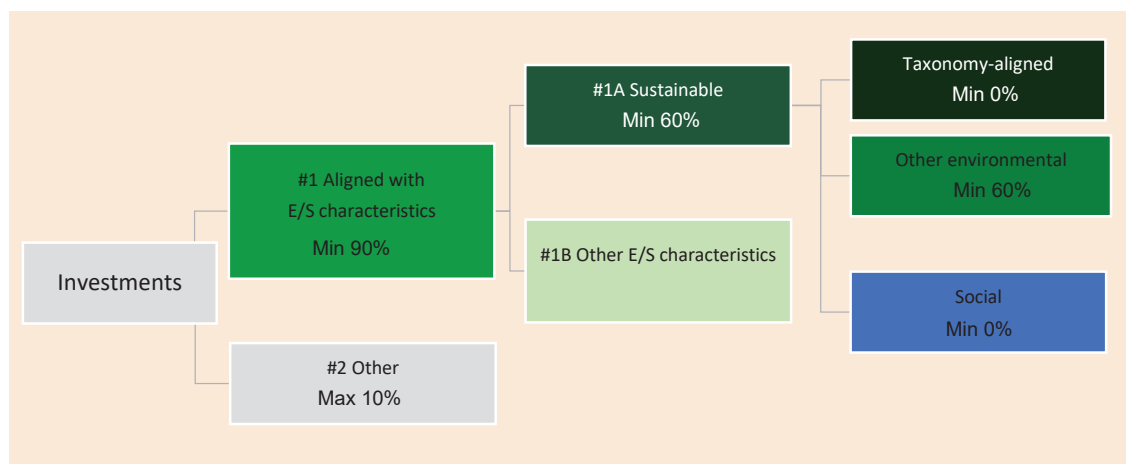 Investments
#1 Aligned with
E/S characteristics
Min 90%
#2 Other
Max 10%
#1A Sustainable
Min 60%
#1B Other E/S characteristics
Taxonomy-aligned
Min 0%
Other environmental
Min 60%
Social
Min 0%